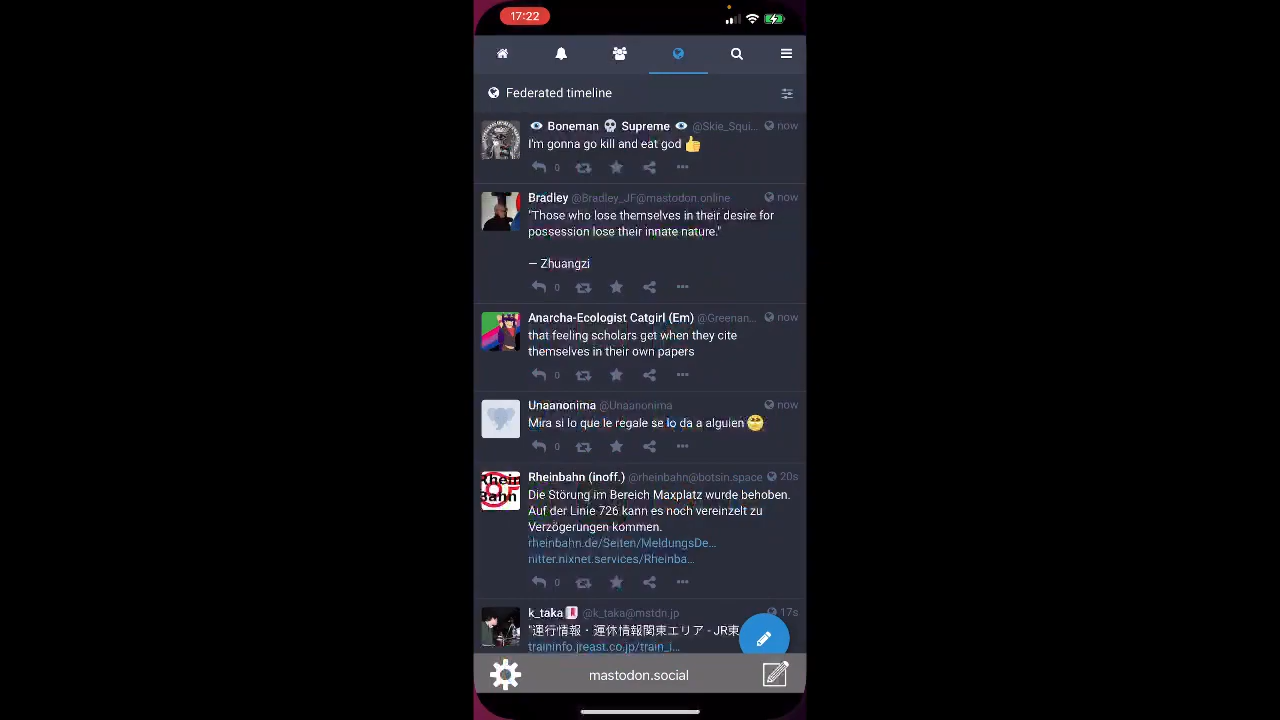 17:22
Federated timeline
Boneman Supreme @Skie_Squi... now
I'm gonna go kill and eat god
0
Bradley @Bradley_JF@mastodon.online now
"Those who lose themselves in their desire for
possession lose their innate nature."
— Zhuangzi
0
Anarcha-Ecologist Catgirl (Em) @Greenan... now
that feeling scholars get when they cite
themselves in their own papers
0
Unaanonima @Unaanonima now
Mira si lo que le regale se lo da a alguien
0
Rheinbahn (inoff.) @rheinbahn@botsin.space 20s
Die Störung im Bereich Maxplatz wurde behoben.
Auf der Linie 726 kann es noch vereinzelt zu
Verzögerungen kommen.
rheinbahn.de/Seiten/MeldungsDe...
nitter.nixnet.services/Rheinba...
0
k_taka @k_taka@mstdn.jp 17s
"運行情報・運休情報関東エリア - JR東
traininfo.jreast.co.jp/train_i...
mastodon.social